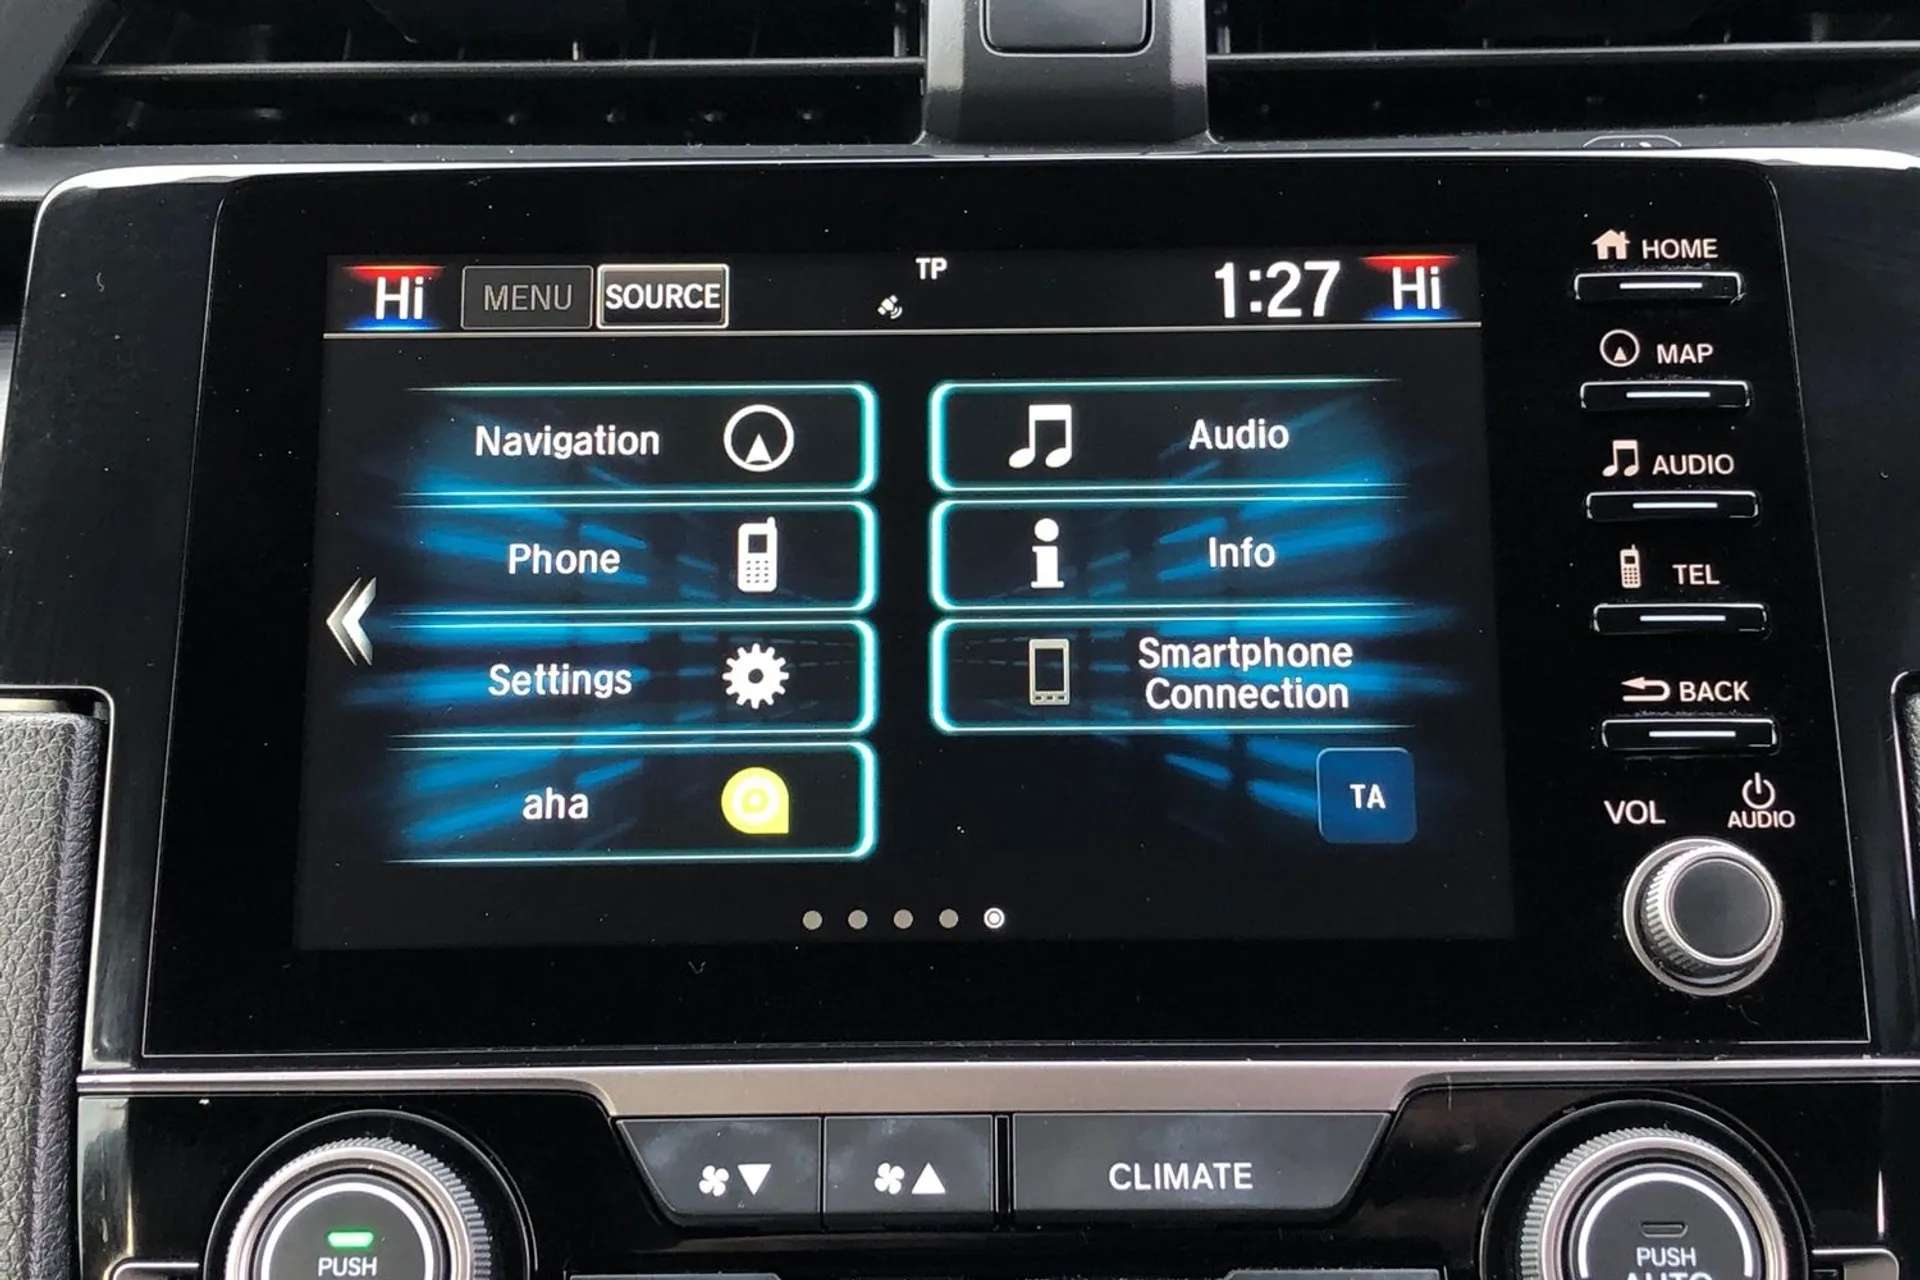 HOME
Hi MENU SOURCE TP 1:27 Hi
MAP
Navigation
Audio
AUDIO
Phone
Info
TEL
Settings
Smartphone
Connection
BACK
aha
TA
VOL
AUDIO
CLIMATE
PUSH
PUSH
AUTO